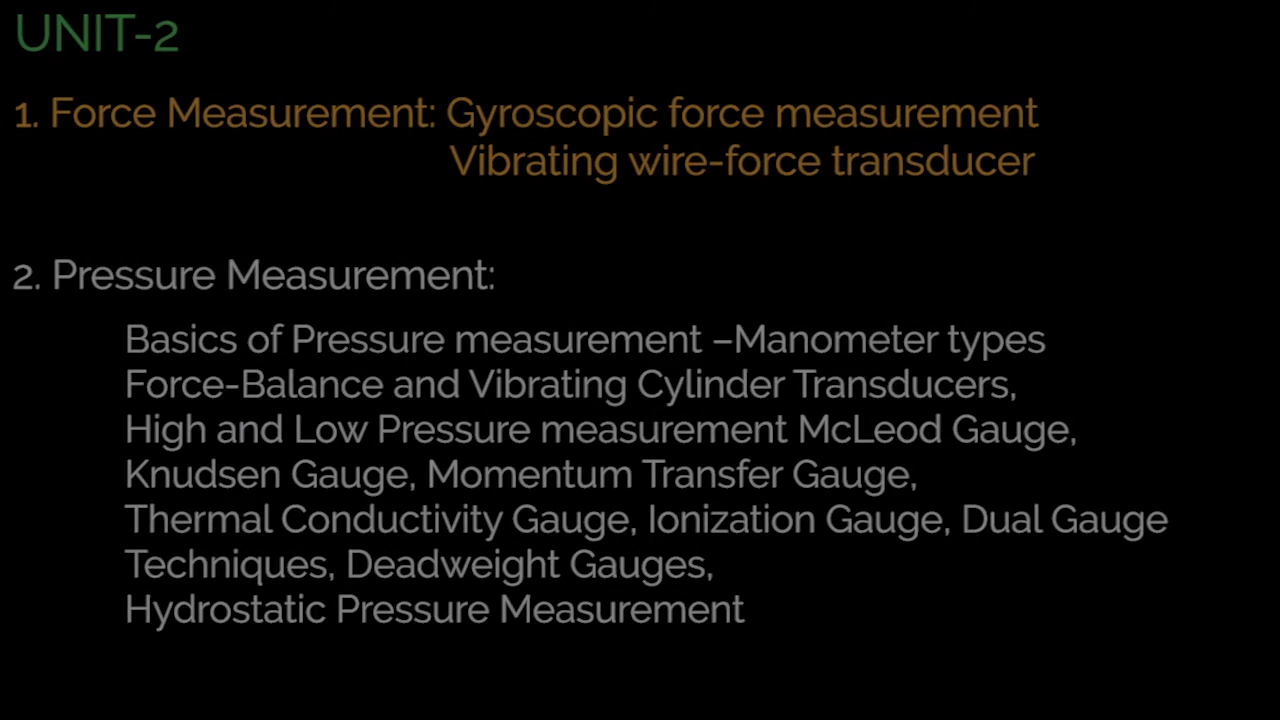 UNIT-2
1. Force Measurement: Gyroscopic force measurement
Vibrating wire-force transducer
2. Pressure Measurement:
Basics of Pressure measurement –Manometer types
Force-Balance and Vibrating Cylinder Transducers,
High and Low Pressure measurement McLeod Gauge,
Knudsen Gauge, Momentum Transfer Gauge,
Thermal Conductivity Gauge, Ionization Gauge, Dual Gauge
Techniques, Deadweight Gauges,
Hydrostatic Pressure Measurement